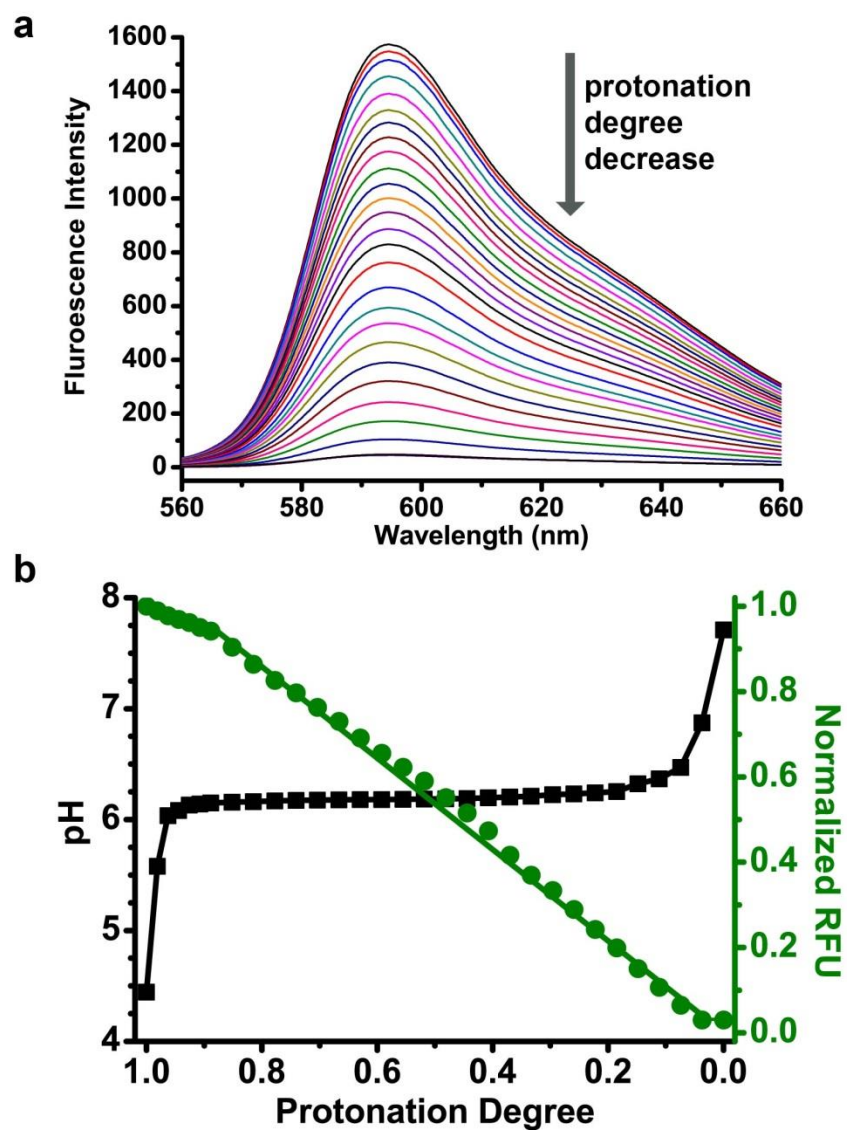 a
1600
1400
1200
1000
800
600
400
200
0
Fluroescence Intensity
protonation
degree
decrease
560 580 600 620 640 660
Wavelength (nm)
b
8
7
6
5
4
pH
1.0
0.8
0.6
0.4
0.2
0.0
Normalized RFU
1.0 0.8 0.6 0.4 0.2 0.0
Protonation Degree